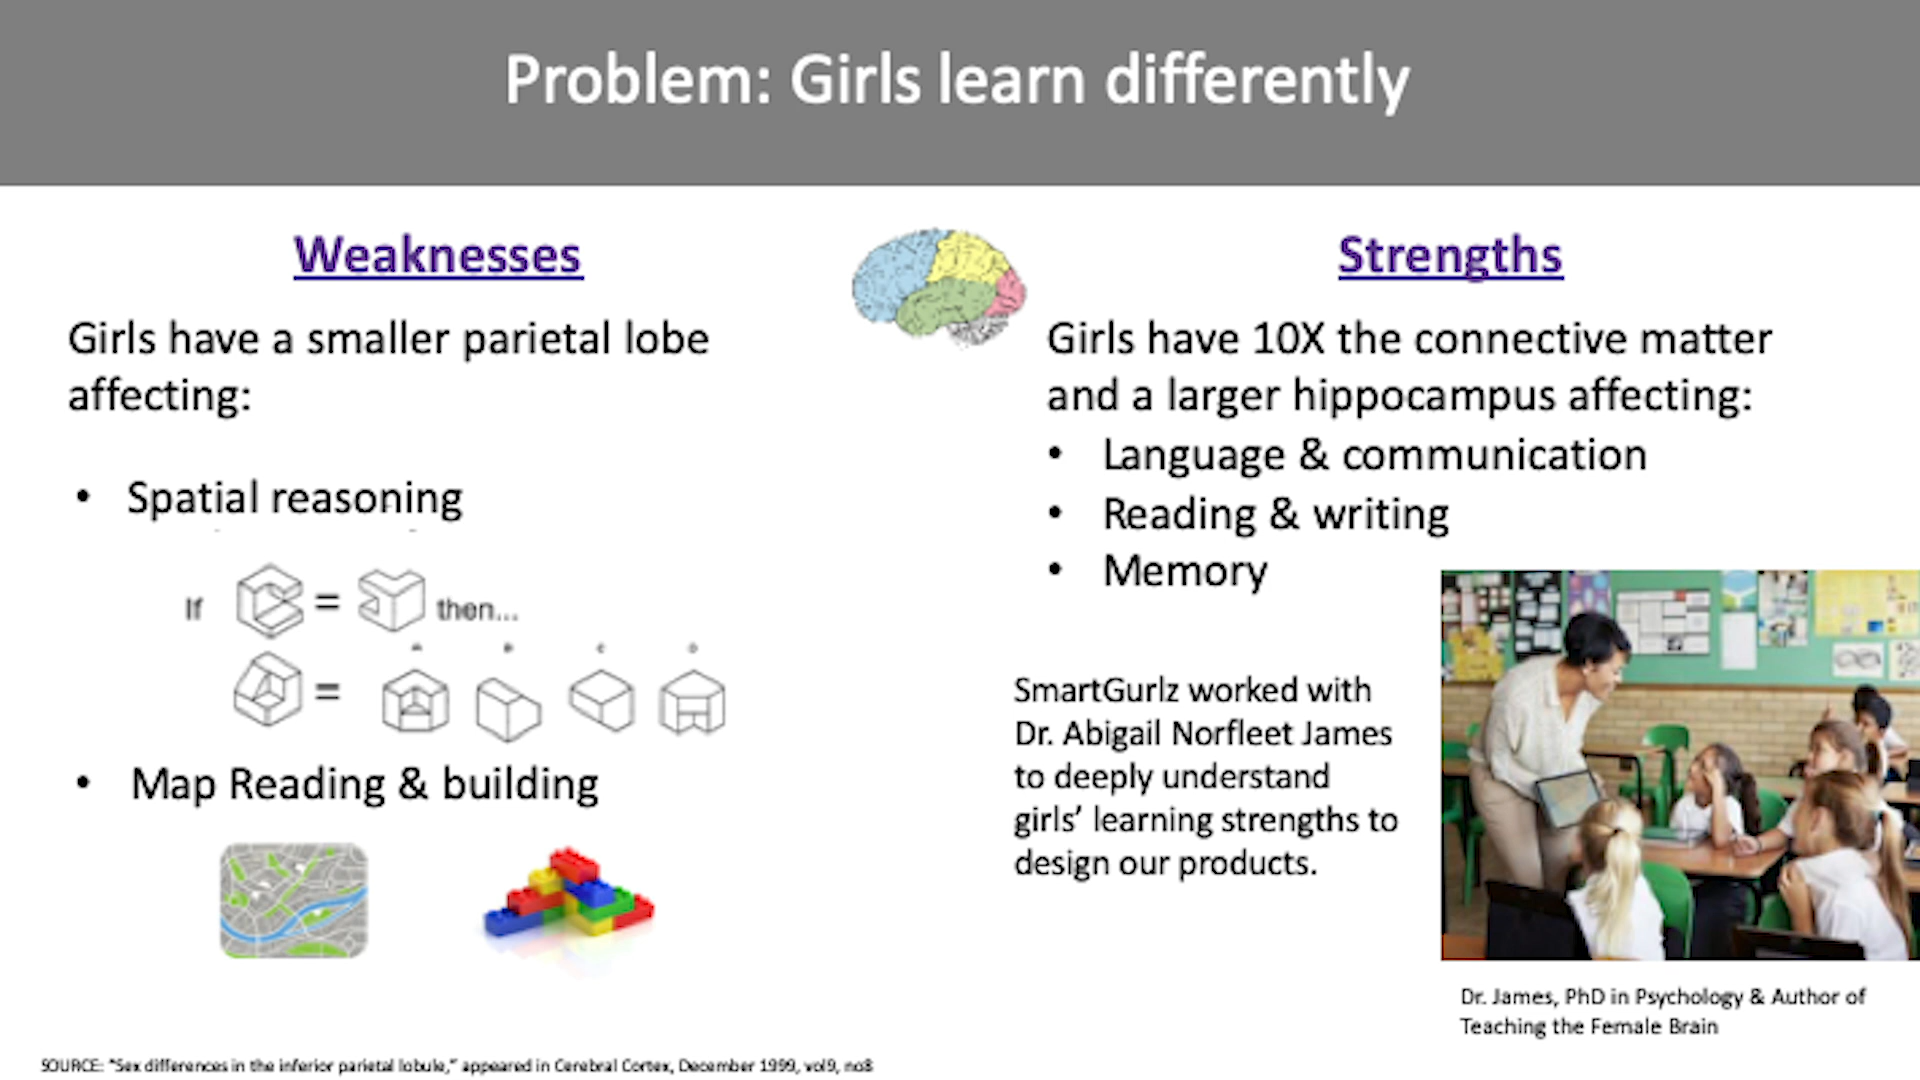 Problem: Girls learn differently
Weaknesses
Girls have a smaller parietal lobe
affecting:
• Spatial reasoning
If = then...
A B C D
=
• Map Reading & building
Strengths
Girls have 10X the connective matter
and a larger hippocampus affecting:
• Language & communication
• Reading & writing
• Memory
SmartGurlz worked with
Dr. Abigail Norfleet James
to deeply understand
girls’ learning strengths to
design our products.
Dr. James, PhD in Psychology & Author of
Teaching the Female Brain
SOURCE: “Sex differences in the inferior parietal lobule,” appeared in Cerebral Cortex, December 1999, vol9, no8